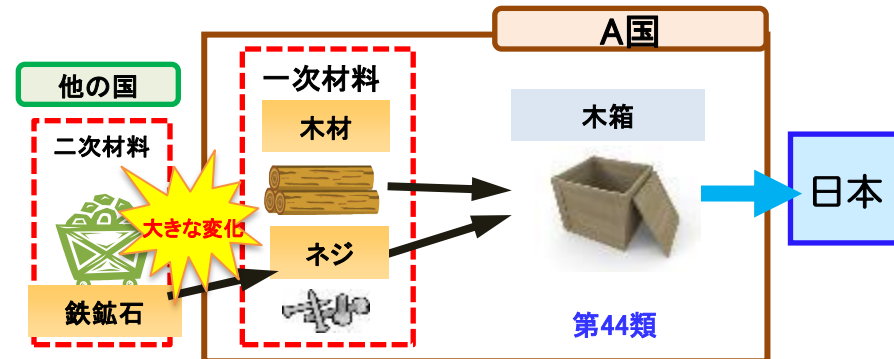 A国
他の国
二次材料
大きな変化
鉄鉱石
一次材料
木材
ネジ
木箱
第44類
日本